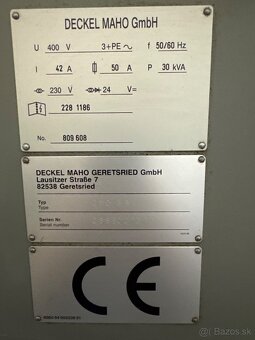 DECKEL MAHO GmbH
U 400 V 3+PE ~ f 50/60 Hz
I 42 A 50 A P 30 kVA
230 V 24 V=
228 1186
No. 809 608
DECKEL MAHO GERETSRIED GmbH
Lausitzer Straße 7
82538 Geretsried
Typ
Type
Serien Nr.
Serial number
CE
bazos.sk